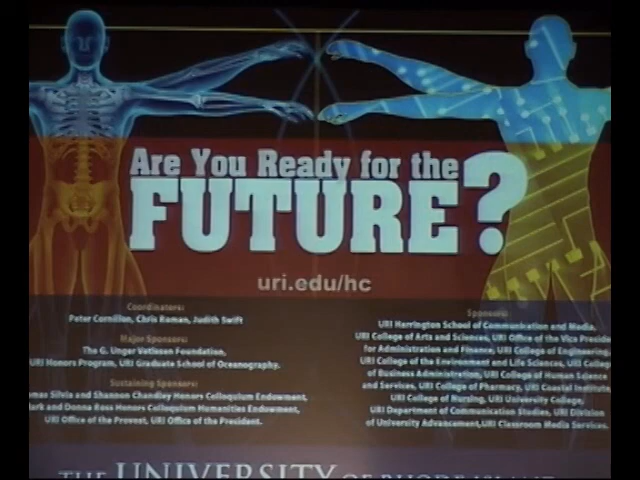 Are You Ready for the
FUTURE?
uri.edu/hc
Coordinators:
Peter Cornillon, Chris Roman, Judith Swift
Major Sponsors:
The G. Unger Vetlesen Foundation,
URI Honors Program, URI Graduate School of Oceanography.
Sustaining Sponsors:
Silvia and Shannon Chandley Honors Colloquium Endowment,
and Donna Ross Honors Colloquium Humanities Endowment,
URI Office of the Provost, URI Office of the President.
Sponsors:
URI Harrington School of Communication and Media,
URI College of Arts and Sciences, URI Office of the Vice
for Administration and Finance, URI College of Engineering,
URI College of the Environment and Life Sciences, URI
of Business Administration, URI College of Human Science
and Services, URI College of Pharmacy, URI Coastal Institute,
URI College of Nursing, URI University College,
URI Department of Communication Studies, URI Division
of University Advancement, URI Classroom Media Services.
THE UNIVERSITY OF RHODE ISLAND